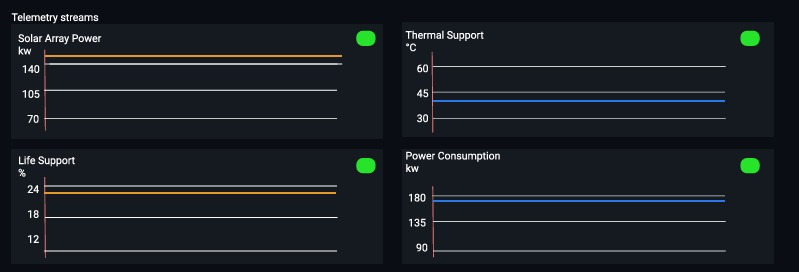 Telemetry streams
Solar Array Power
kw
140
105
70
Thermal Support
°C
60
45
30
Life Support
%
24
18
12
Power Consumption
kw
180
135
90